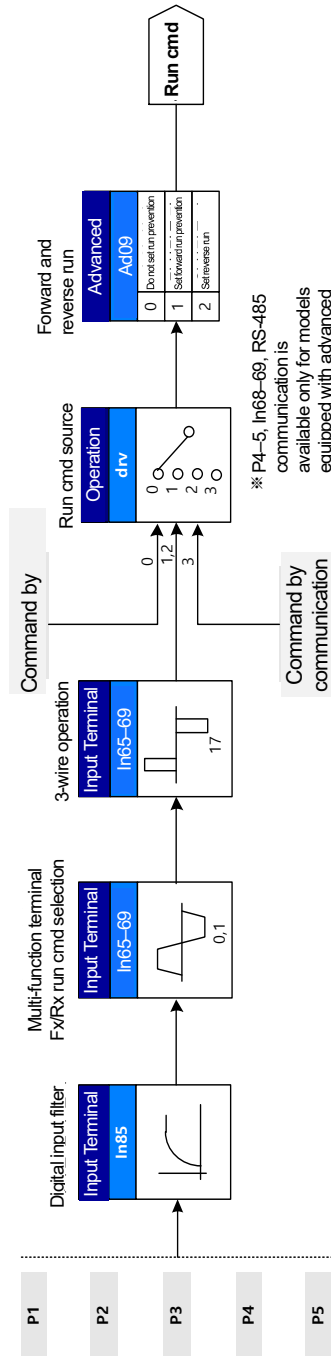 P1
P2
P3
P4
P5
Digital input filter
Input Terminal
In85
Multi-function terminal
Fx/Rx run cmd selection
Input Terminal
In65–69
0,1
3-wire operation
Input Terminal
In65–69
17
Command by
0
1,2
3
Command by
communication
Run cmd source
Operation
drv
0
1
2
3
Forward and
reverse run
Advanced
Ad09
0 Do not set run prevention
1 Set forward run prevention
2 Set reverse run
Run cmd
※ P4–5, In68–69, RS-485
communication is
available only for models
equipped with advanced